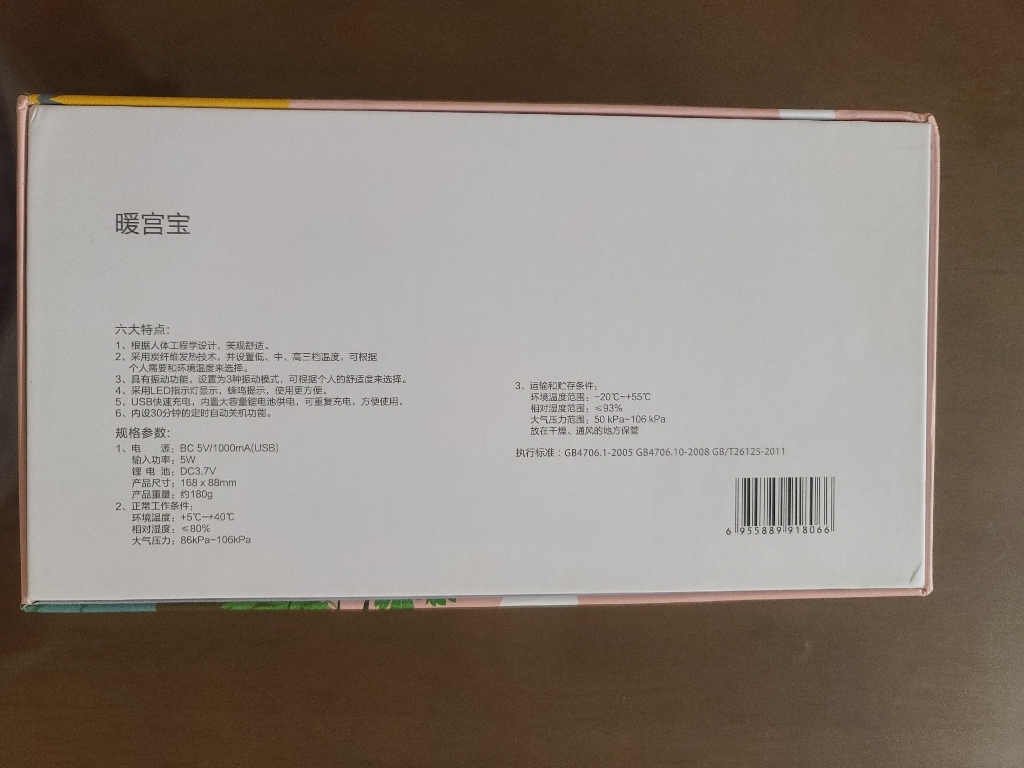 暖宫宝
六大特点：
1、根据人体工程学设计，美观舒适。
2、采用炭纤维发热技术，并设置低、中、高三档温度，可根据
个人需要和环境温度来选择。
3、具有振动功能，设置为3种振动模式，可根据个人的舒适度来选择。
4、采用LED指示灯显示，蜂鸣提示，使用更方便。
5、USB快速充电，内置大容量锂电池供电，可重复充电，方便使用。
6、内设30分钟的定时自动关机功能。
规格参数：
1、电 源：BC 5V/1000mA(USB)
输入功率：5W
锂 电 池：DC3.7V
产品尺寸：168 x 88mm
产品重量：约180g
2、正常工作条件：
环境温度：+5℃~+40℃
相对湿度：≤80%
大气压力：86kPa~106kPa
3、运输和贮存条件：
环境温度范围：-20℃~+55℃
相对湿度范围：≤93%
大气压力范围：50 kPa~106 kPa
放在干燥、通风的地方保管
执行标准：GB4706.1-2005 GB4706.10-2008 GB/T26125-2011
6 955889 918066